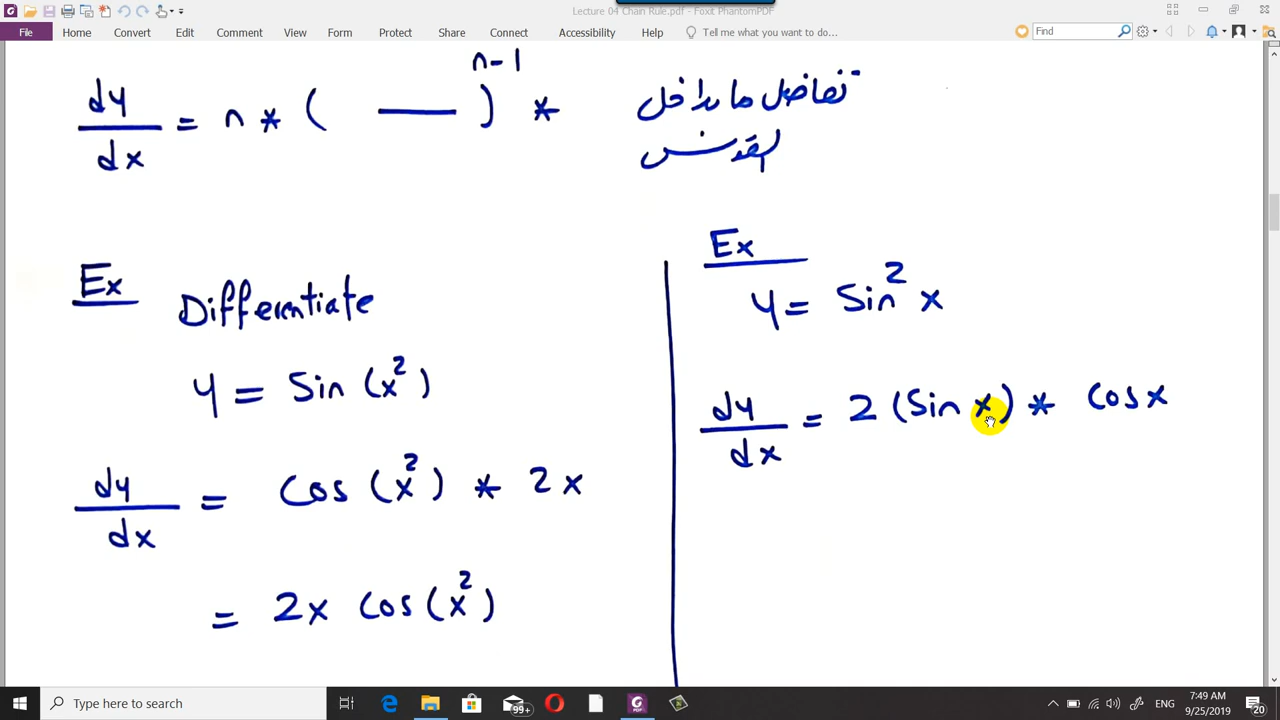 Lecture 04 Chain Rule.pdf - Foxit PhantomPDF
File Home Convert Edit Comment View Form Protect Share Connect Accessibility Help Tell me what you want to do... Find
dy/dx = n * ( — )^{n-1} * تفاضل ما بداخل
القوس
Ex Differentiate
y = Sin (x²)
dy/dx = Cos (x²) * 2x
= 2x Cos (x²)
Ex
y = Sin² x
dy/dx = 2 (Sin x) * Cos x
Type here to search
99+
7:49 AM
9/25/2019
20